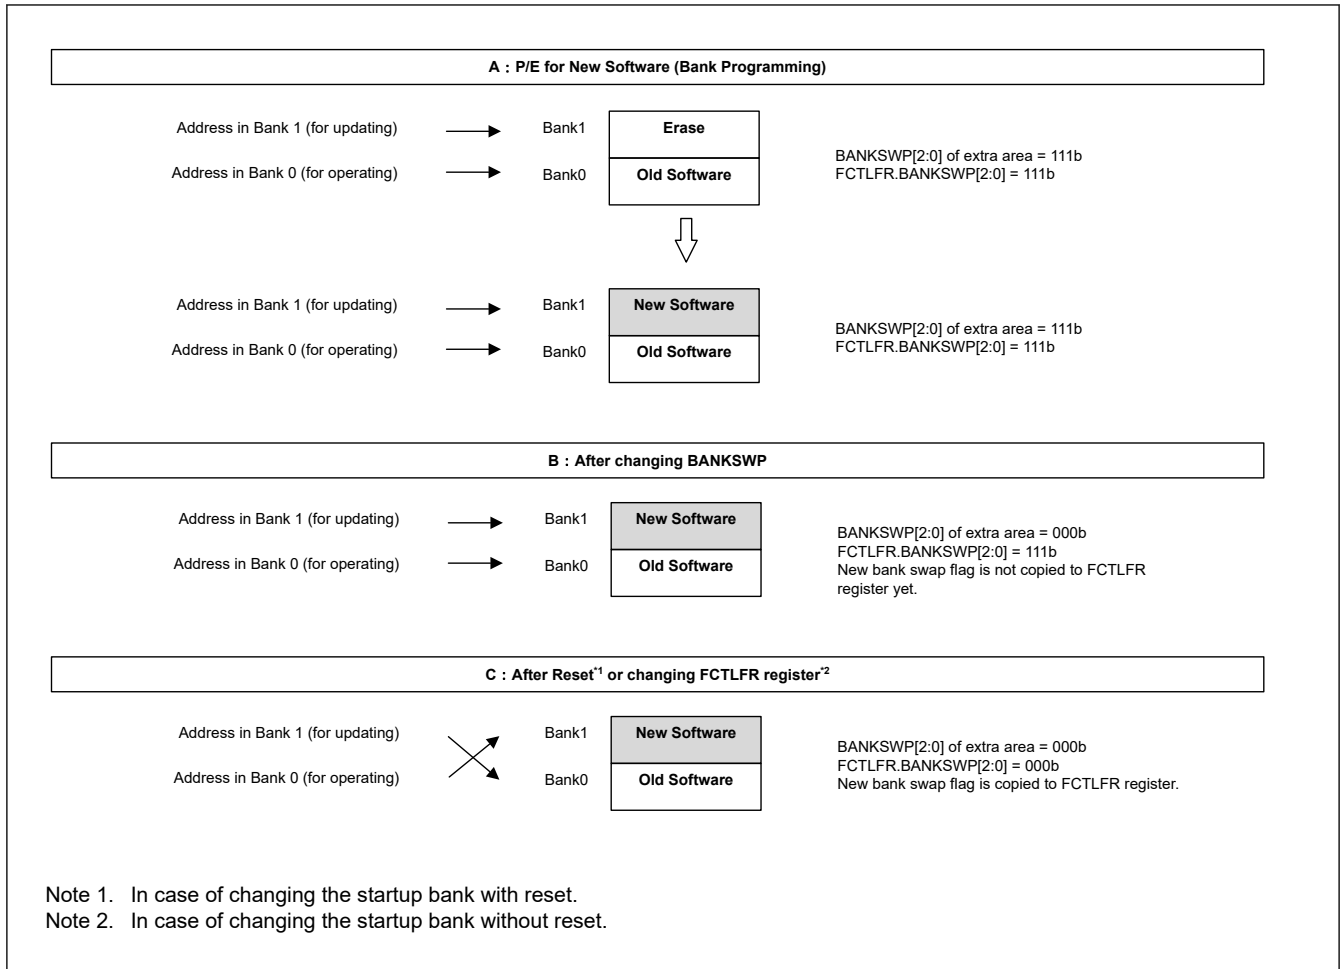 A : P/E for New Software (Bank Programming)
Address in Bank 1 (for updating) Bank1 Erase
BANKSWP[2:0] of extra area = 111b
Address in Bank 0 (for operating) Bank0 Old Software
FCTLFR.BANKSWP[2:0] = 111b
Address in Bank 1 (for updating) Bank1 New Software
BANKSWP[2:0] of extra area = 111b
Address in Bank 0 (for operating) Bank0 Old Software
FCTLFR.BANKSWP[2:0] = 111b
B : After changing BANKSWP
Address in Bank 1 (for updating) Bank1 New Software
Address in Bank 0 (for operating) Bank0 Old Software
BANKSWP[2:0] of extra area = 000b
FCTLFR.BANKSWP[2:0] = 111b
New bank swap flag is not copied to FCTLFR
register yet.
C : After Reset*1 or changing FCTLFR register*2
Address in Bank 1 (for updating) Bank1 New Software
Address in Bank 0 (for operating) Bank0 Old Software
BANKSWP[2:0] of extra area = 000b
FCTLFR.BANKSWP[2:0] = 000b
New bank swap flag is copied to FCTLFR register.
Note 1. In case of changing the startup bank with reset.
Note 2. In case of changing the startup bank without reset.